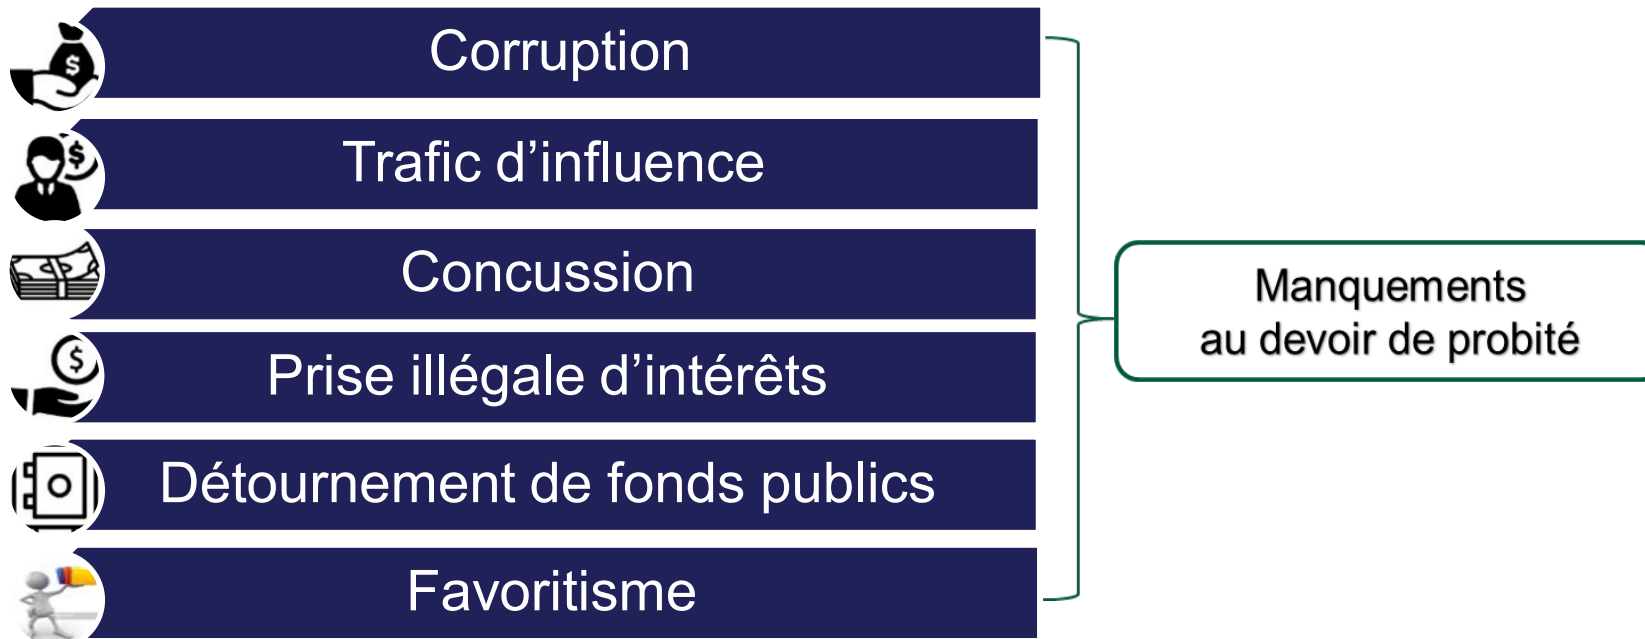 Corruption
Trafic d’influence
Concussion
Prise illégale d’intérêts
Détournement de fonds publics
Favoritisme
Manquements
au devoir de probité